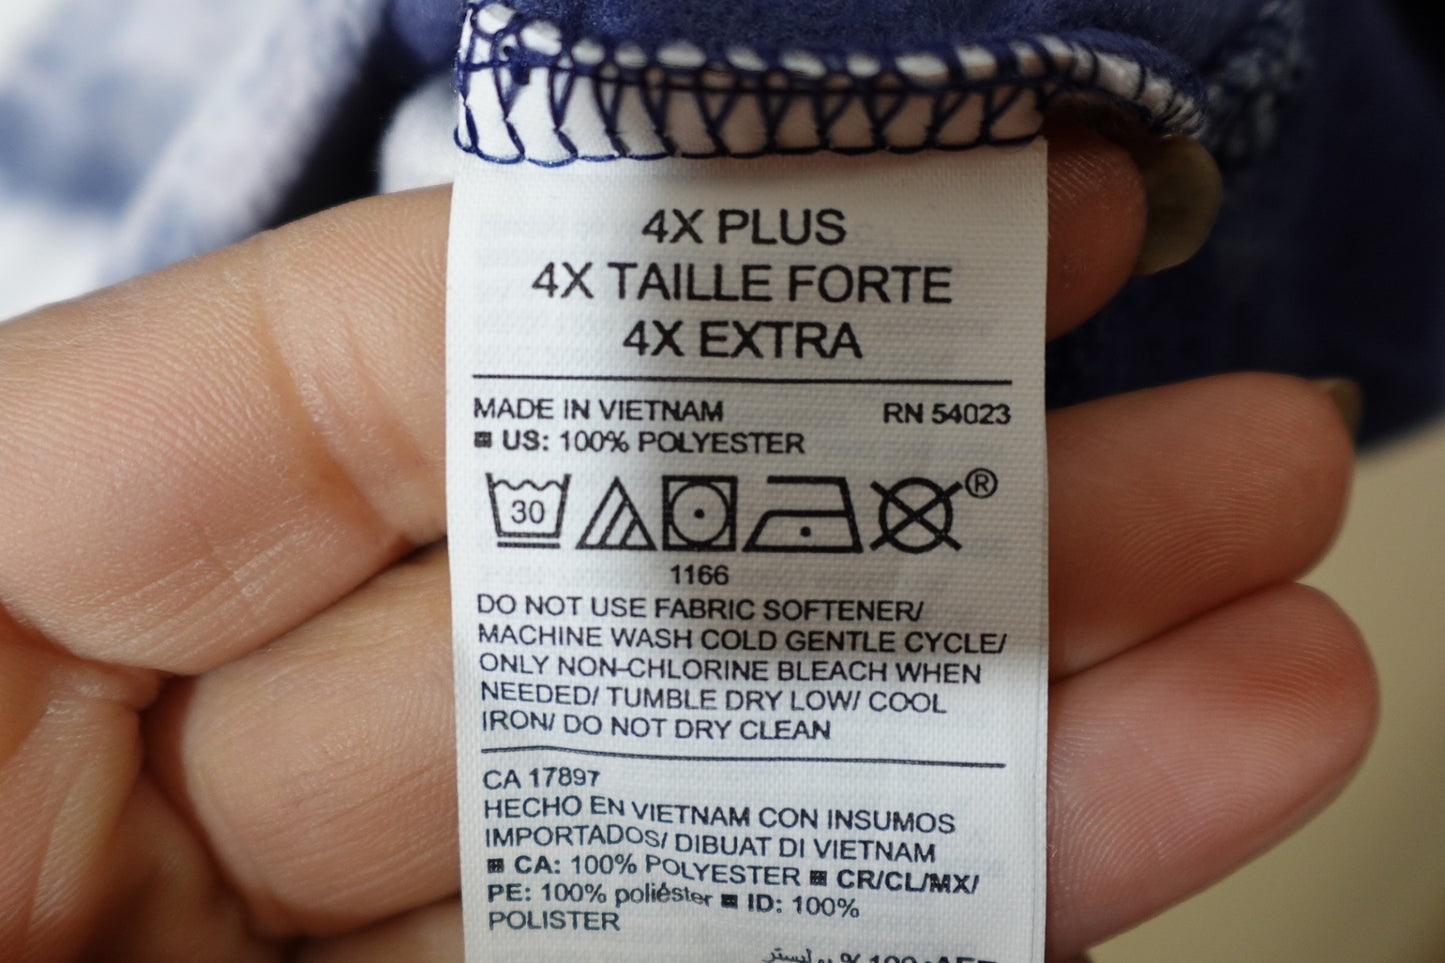 4X PLUS
4X TAILLE FORTE
4X EXTRA
MADE IN VIETNAM RN 54023
US: 100% POLYESTER
30 ®
1166
DO NOT USE FABRIC SOFTENER/
MACHINE WASH COLD GENTLE CYCLE/
ONLY NON-CHLORINE BLEACH WHEN
NEEDED/ TUMBLE DRY LOW/ COOL
IRON/ DO NOT DRY CLEAN
CA 17897
HECHO EN VIETNAM CON INSUMOS
IMPORTADOS/ DIBUAT DI VIETNAM
CA: 100% POLYESTER CR/CL/MX/
PE: 100% poliéster ID: 100%
POLISTER